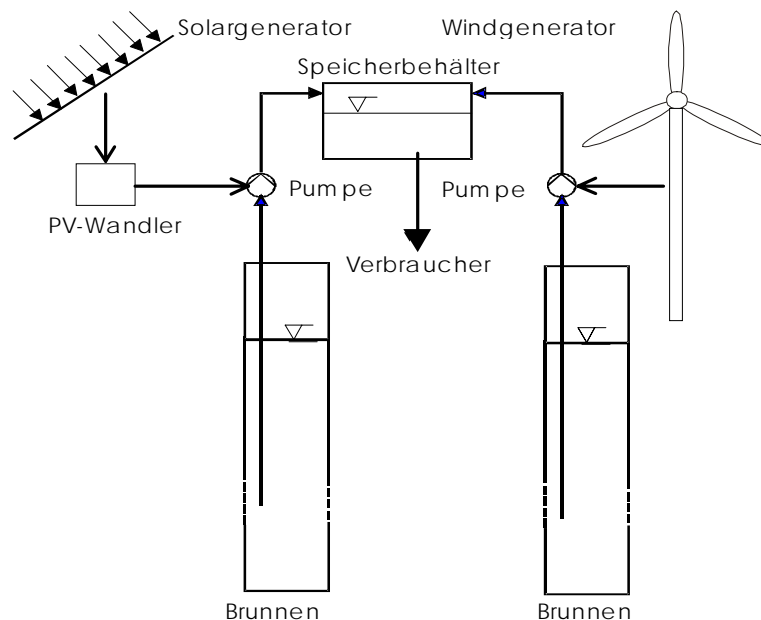 Solargenerator
Windgenerator
Speicherbehälter
Pumpe
Pumpe
PV-Wandler
Verbraucher
Brunnen
Brunnen